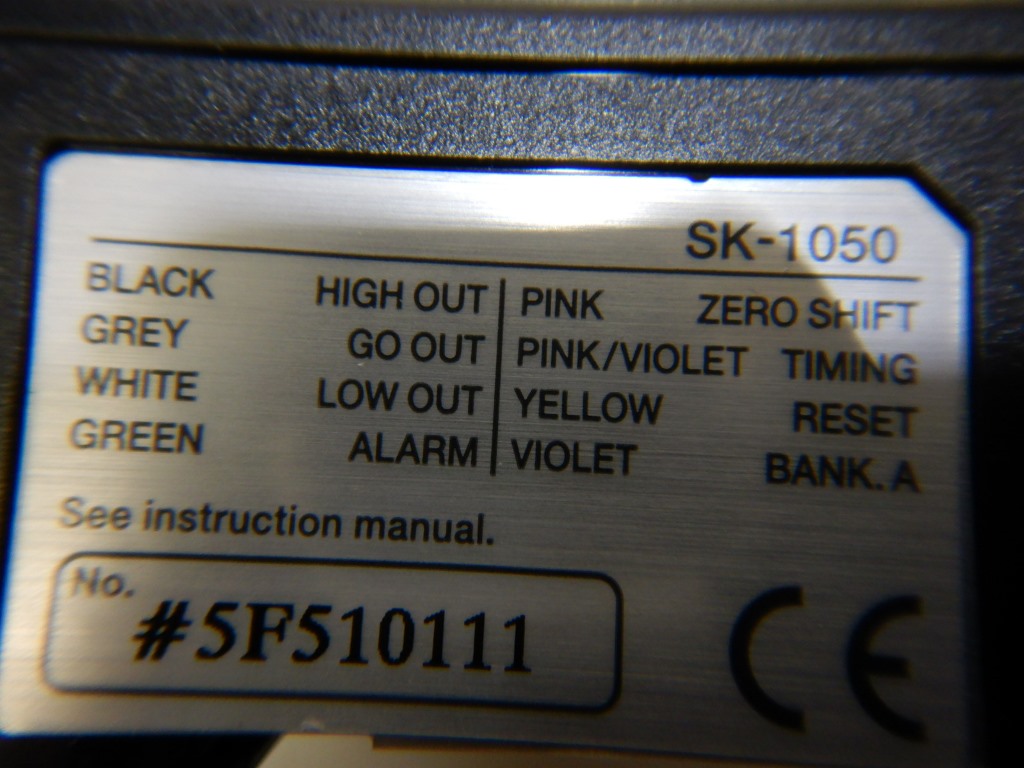 SK-1050
BLACK HIGH OUT PINK ZERO SHIFT
GREY GO OUT PINK/VIOLET TIMING
WHITE LOW OUT YELLOW RESET
GREEN ALARM VIOLET BANK. A
See instruction manual.
No.
#5F510111
CE